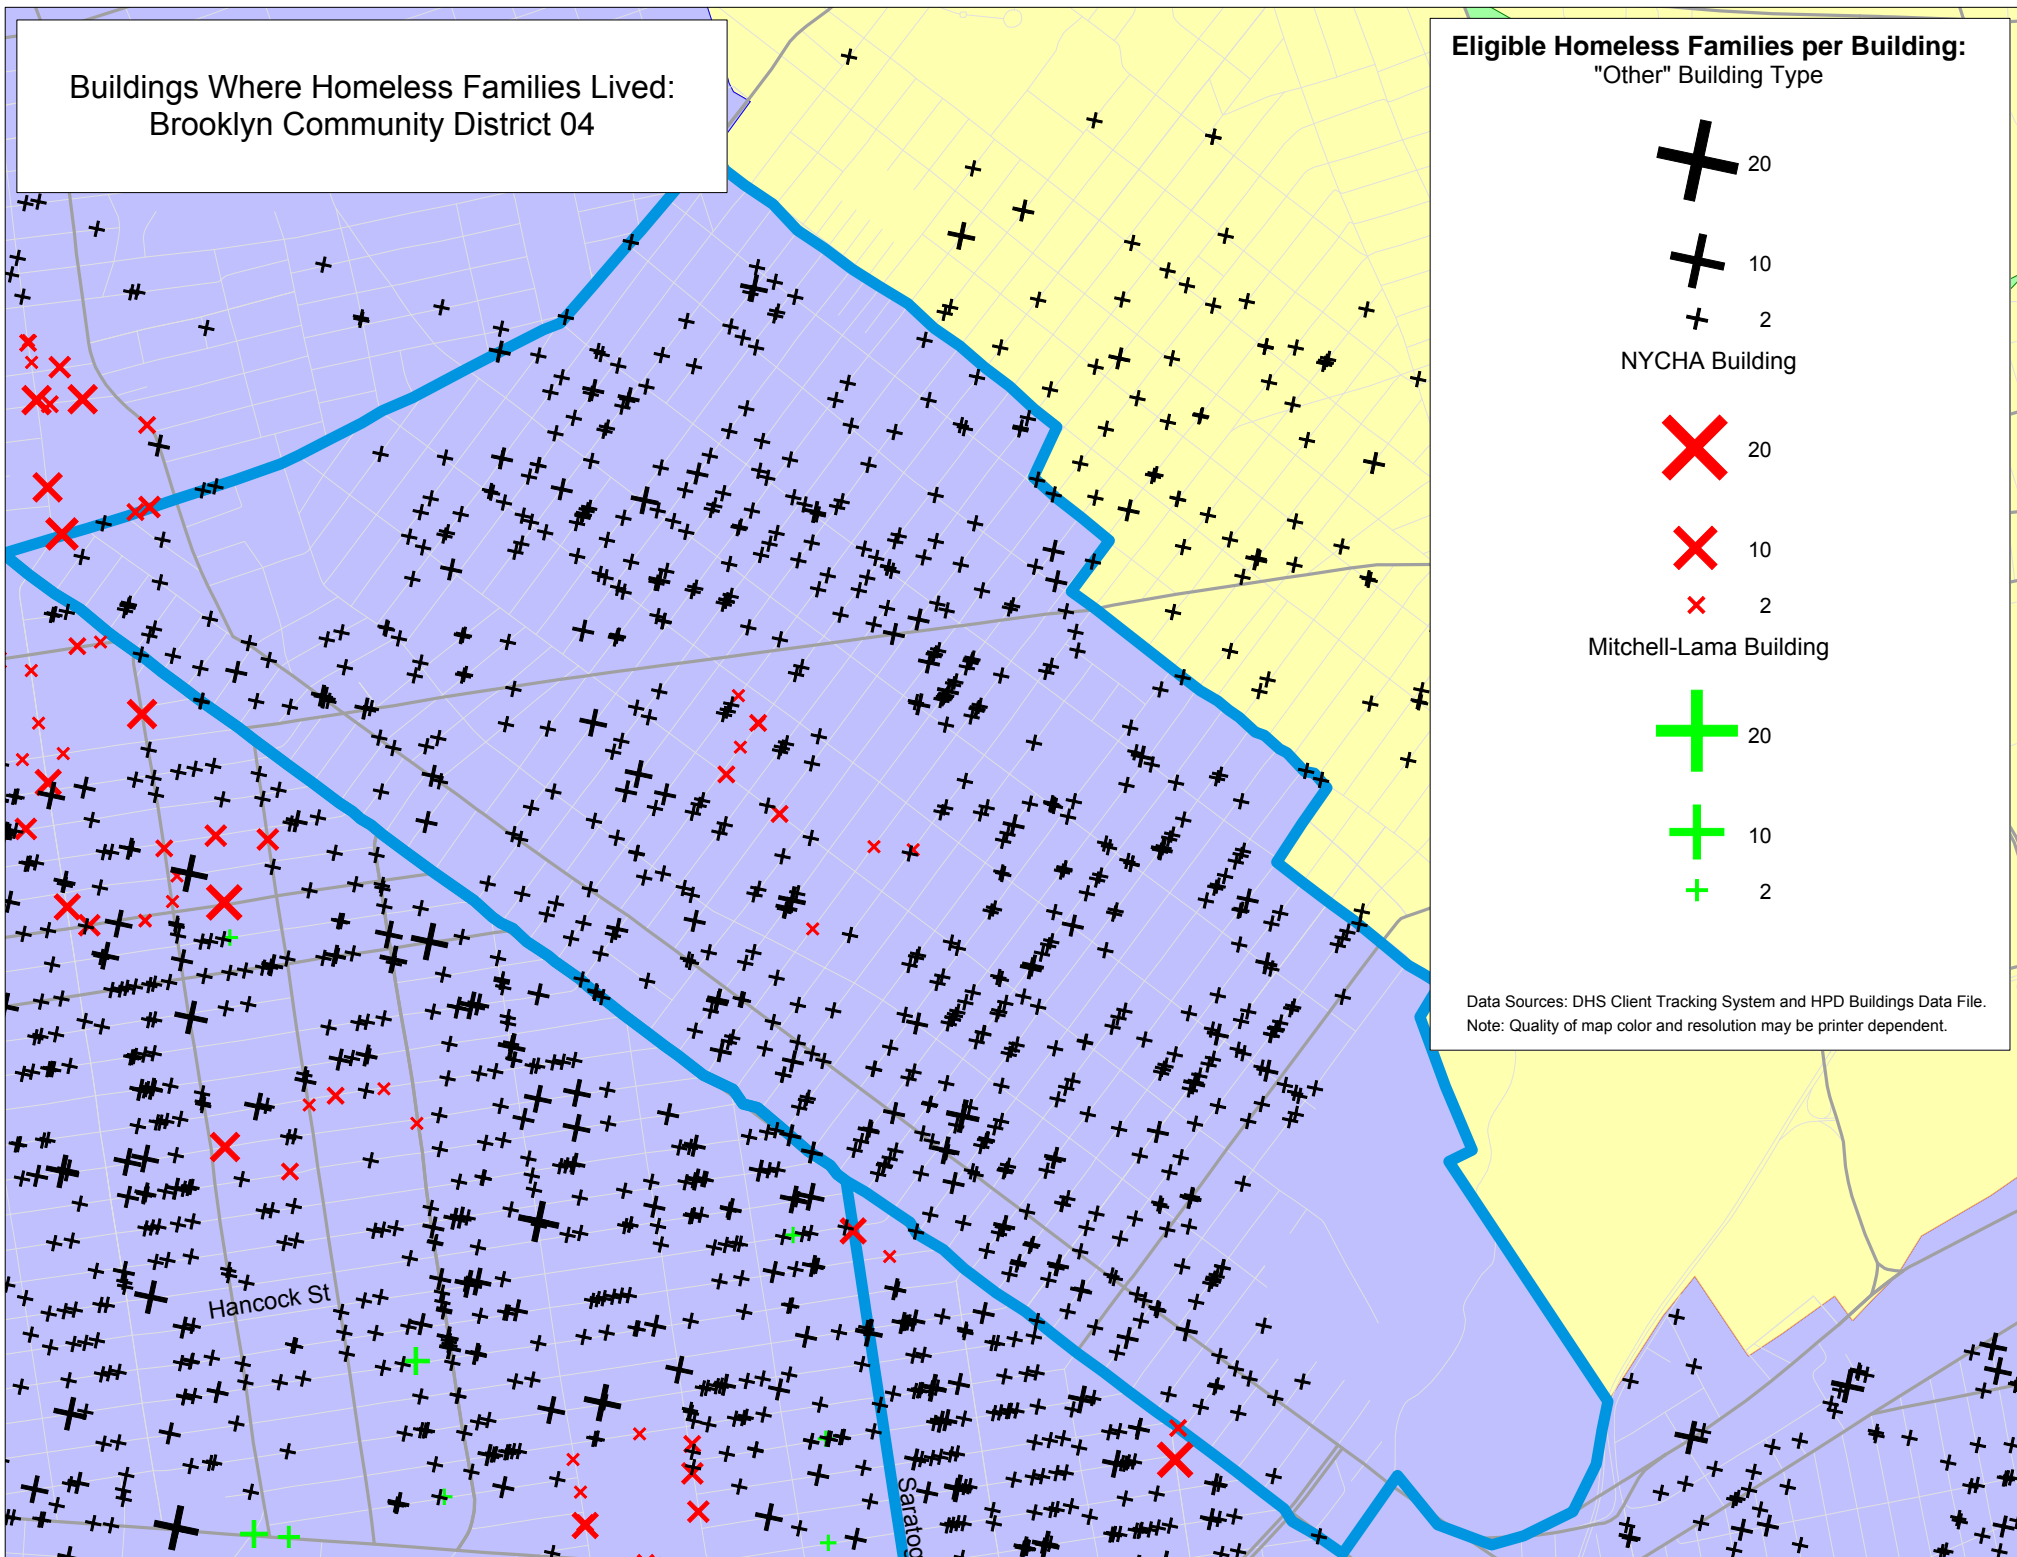 Buildings Where Homeless Families Lived:
Brooklyn Community District 04
Eligible Homeless Families per Building:
"Other" Building Type
20
10
2
NYCHA Building
20
10
2
Mitchell-Lama Building
20
10
2
Data Sources: DHS Client Tracking System and HPD Buildings Data File.
Note: Quality of map color and resolution may be printer dependent.
Hancock St
Saratog